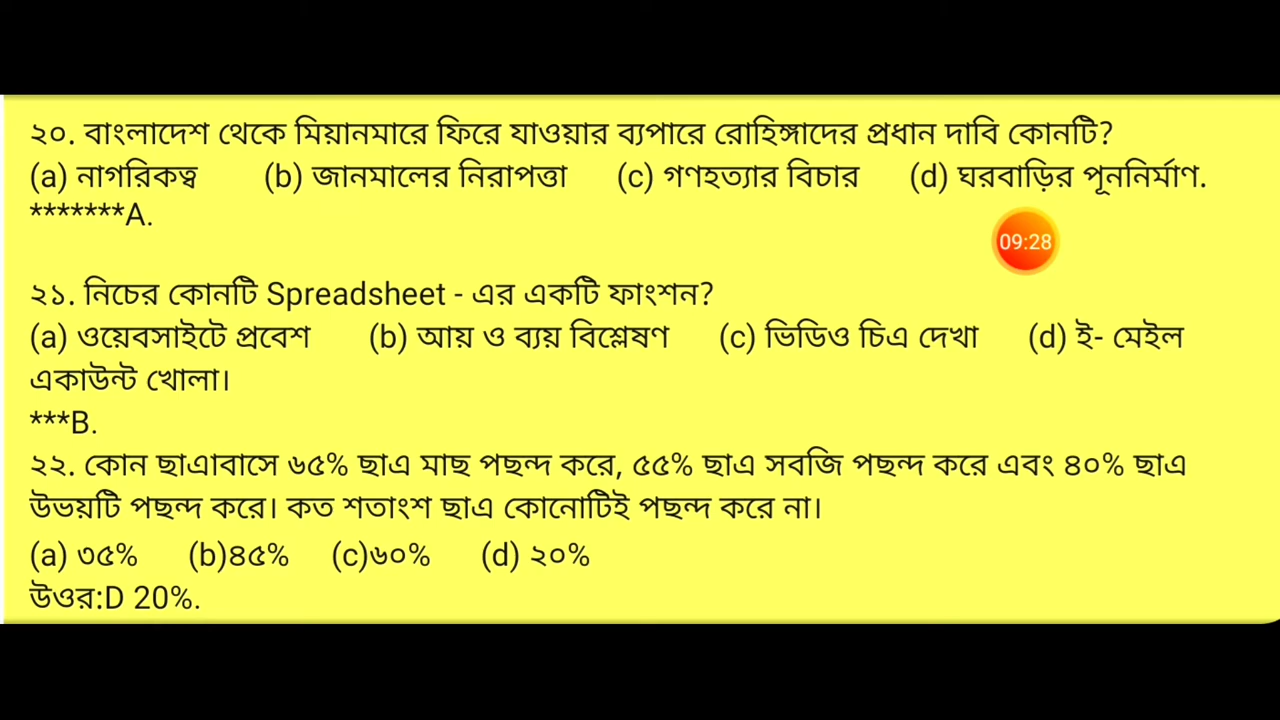 ২০. বাংলাদেশ থেকে মিয়ানমারে ফিরে যাওয়ার ব্যপারে রোহিঙ্গাদের প্রধান দাবি কোনটি?
(a) নাগরিকত্ব (b) জানমালের নিরাপত্তা (c) গণহত্যার বিচার (d) ঘরবাড়ির পূননির্মাণ.
*******A.
09:28
২১. নিচের কোনটি Spreadsheet - এর একটি ফাংশন?
(a) ওয়েবসাইটে প্রবেশ (b) আয় ও ব্যয় বিশ্লেষণ (c) ভিডিও চিএ দেখা (d) ই- মেইল
একাউন্ট খোলা।
***B.
২২. কোন ছাএাবাসে ৬৫% ছাএ মাছ পছন্দ করে, ৫৫% ছাএ সবজি পছন্দ করে এবং ৪০% ছাএ
উভয়টি পছন্দ করে। কত শতাংশ ছাএ কোনোটিই পছন্দ করে না।
(a) ৩৫% (b)৪৫% (c)৬০% (d) ২০%
উওর:D 20%.